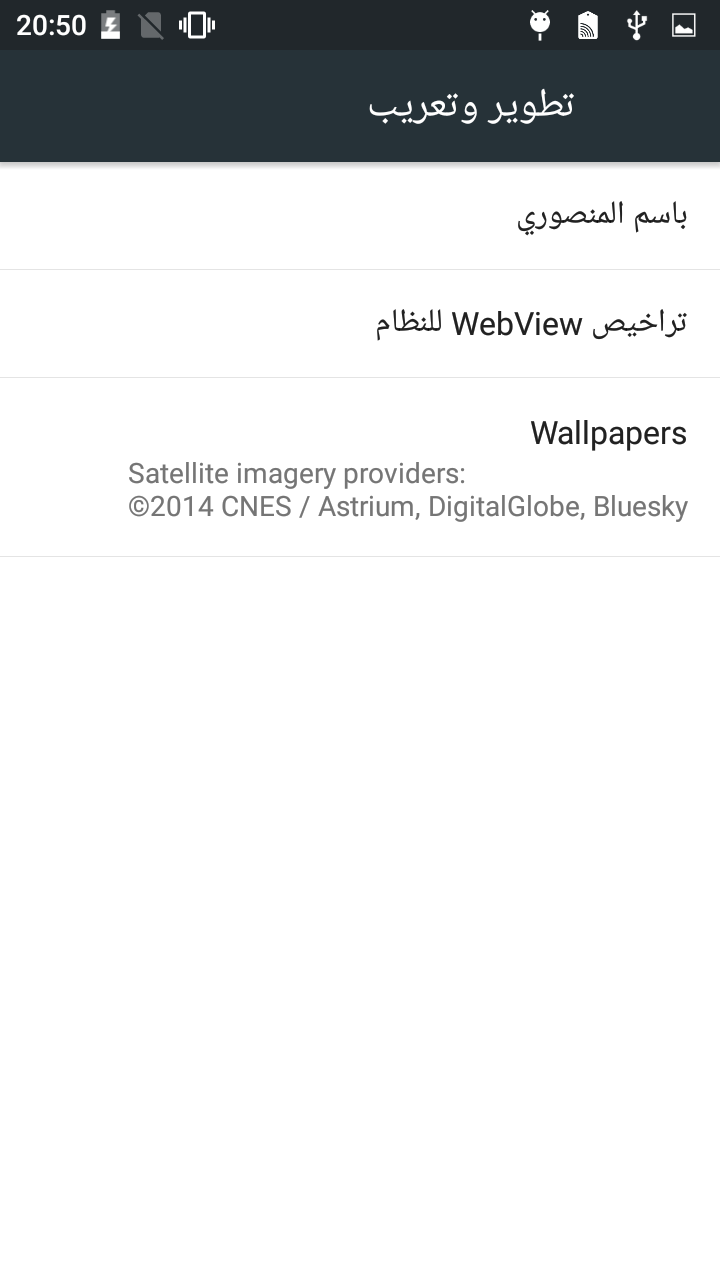 20:50
تطوير وتعريب
باسم المنصوري
تراخيص WebView للنظام
Wallpapers
Satellite imagery providers:
©2014 CNES / Astrium, DigitalGlobe, Bluesky